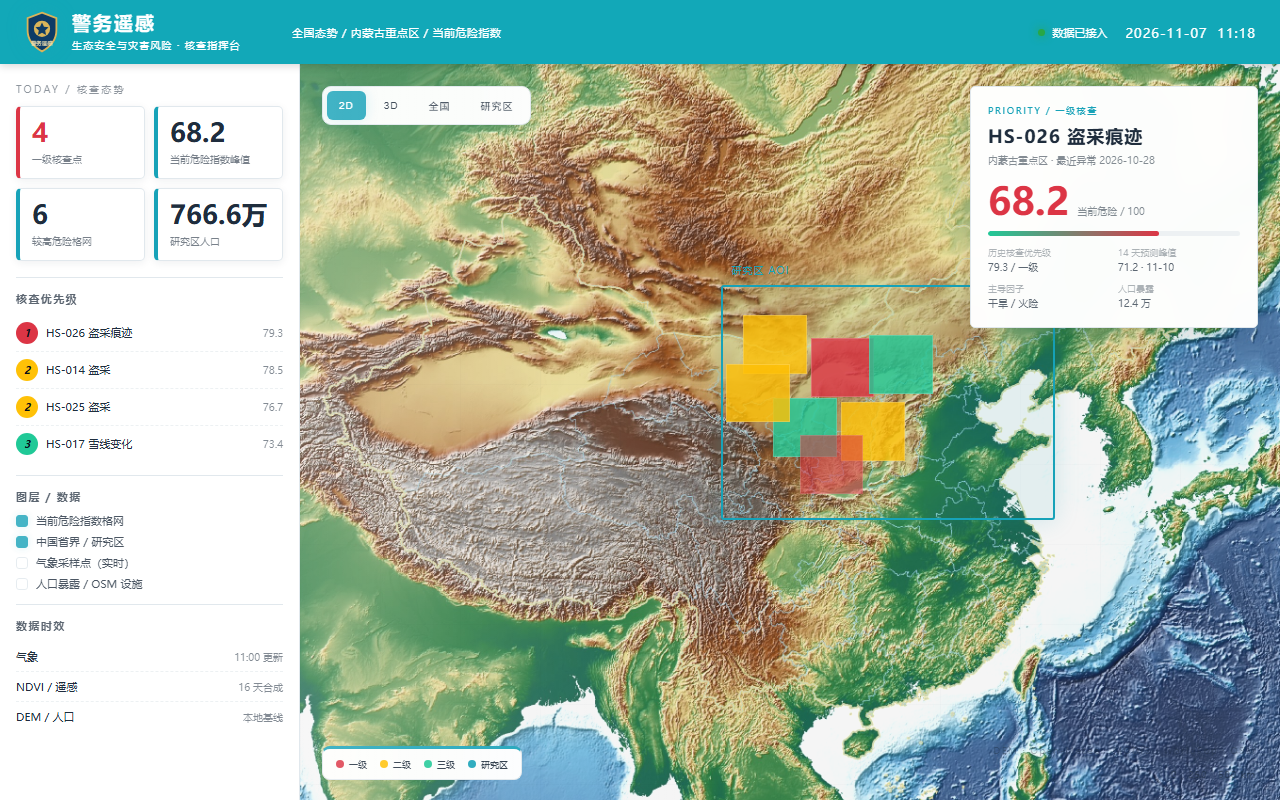 警务遥感
生态安全与灾害风险 · 核查指挥台
全国态势 / 内蒙古重点区 / 当前危险指数
数据已接入
2026-11-07 11:18
TODAY / 核查态势
4
一级核查点
68.2
当前危险指数峰值
6
较高危险格网
766.6万
研究区人口
核查优先级
1 HS-026 盗采痕迹 79.3
2 HS-014 盗采 78.5
2 HS-025 盗采 76.7
3 HS-017 雪线变化 73.4
图层 / 数据
当前危险指数格网
中国省界 / 研究区
气象采样点（实时）
人口暴露 / OSM 设施
数据时效
气象 11:00 更新
NDVI / 遥感 16 天合成
DEM / 人口 本地基线
2D 3D 全国 研究区
PRIORITY / 一级核查
HS-026 盗采痕迹
内蒙古重点区 · 最近异常 2026-10-28
68.2 当前危险 / 100
历史核查优先级 14 天预测峰值
79.3 / 一级 71.2 · 11-10
主导因子 人口暴露
干旱 / 火险 12.4 万
研究区 AOI
一级 二级 三级 研究区